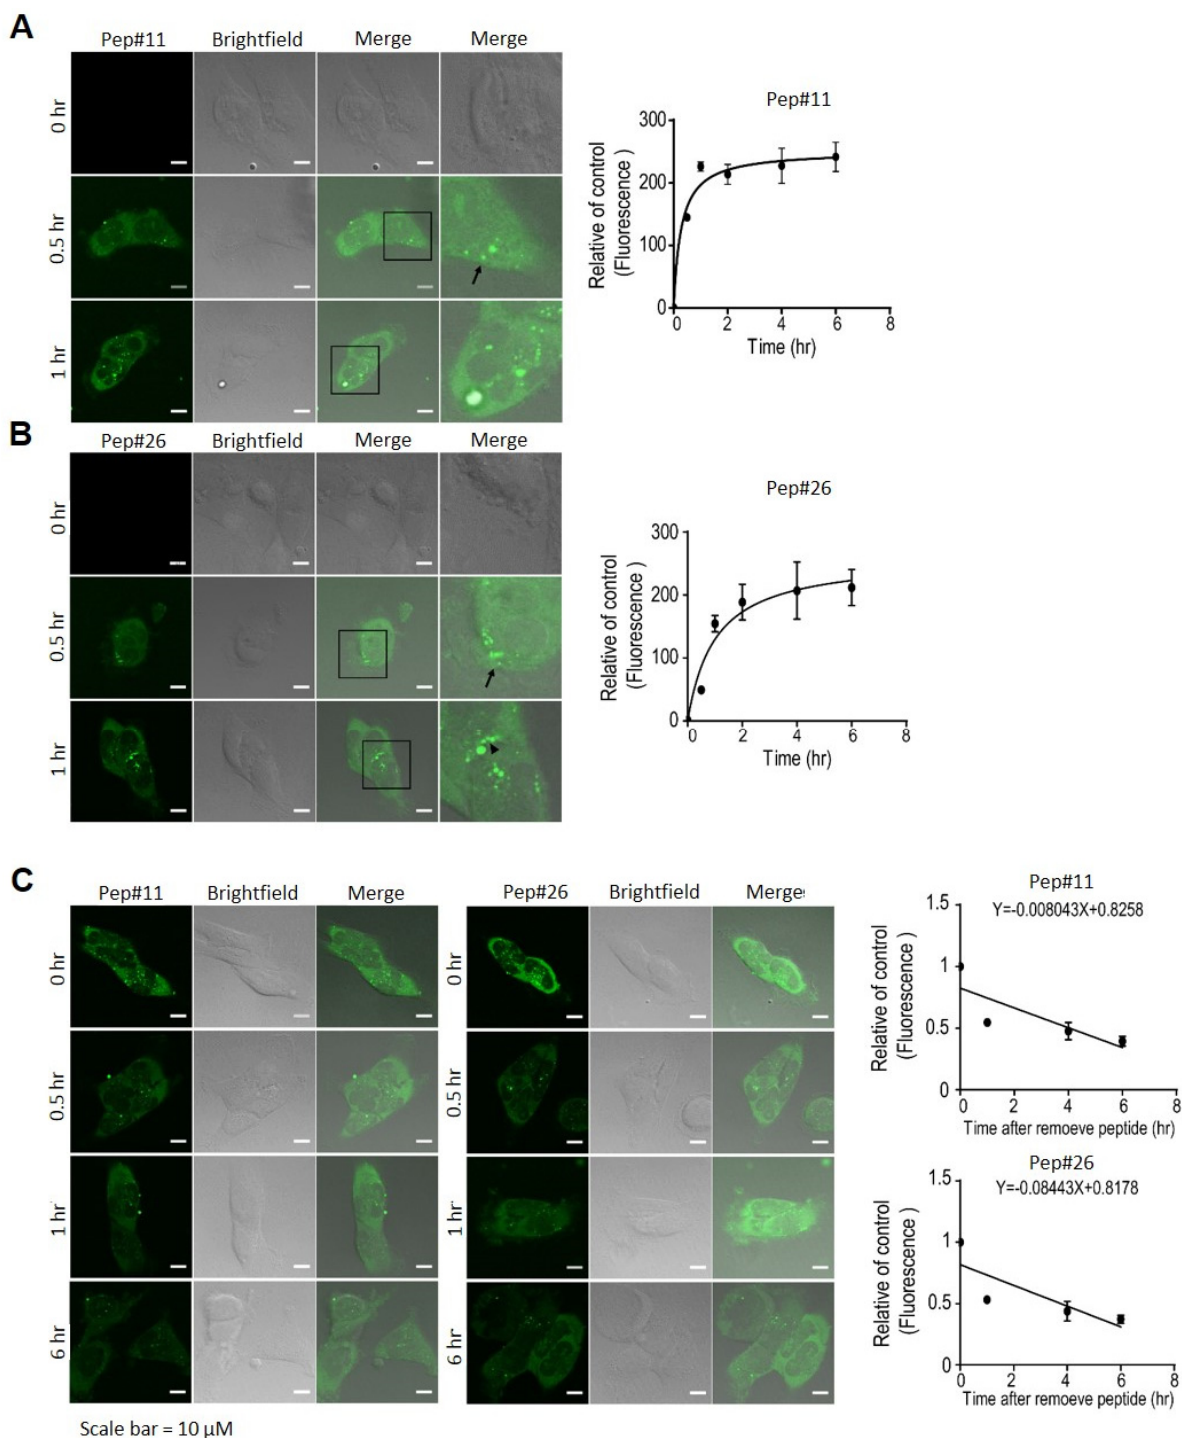 A
Pep#11 Brightfield Merge Merge
0 hr
0.5 hr
1 hr
Pep#11
Relative of control
(Fluorescence )
300
200
100
0
0 2 4 6 8
Time (hr)
B
Pep#26 Brightfield Merge Merge
0 hr
0.5 hr
1 hr
Pep#26
Relative of control
(Fluorescence )
300
200
100
0
0 2 4 6 8
Time (hr)
C
Pep#11 Brightfield Merge
0 hr
0.5 hr
1 hr
6 hr
Pep#26 Brightfield Merge
0 hr
0.5 hr
1 hr
6 hr
Pep#11
Y=-0.008043X+0.8258
Relative of control
(Fluorescence )
1.5
1
0.5
0
0 2 4 6 8
Time after remoeve peptide (hr)
Pep#26
Y=-0.08443X+0.8178
Relative of control
(Fluorescence )
1.5
1
0.5
0
0 2 4 6 8
Time after remoeve peptide (hr)
Scale bar = 10 µM